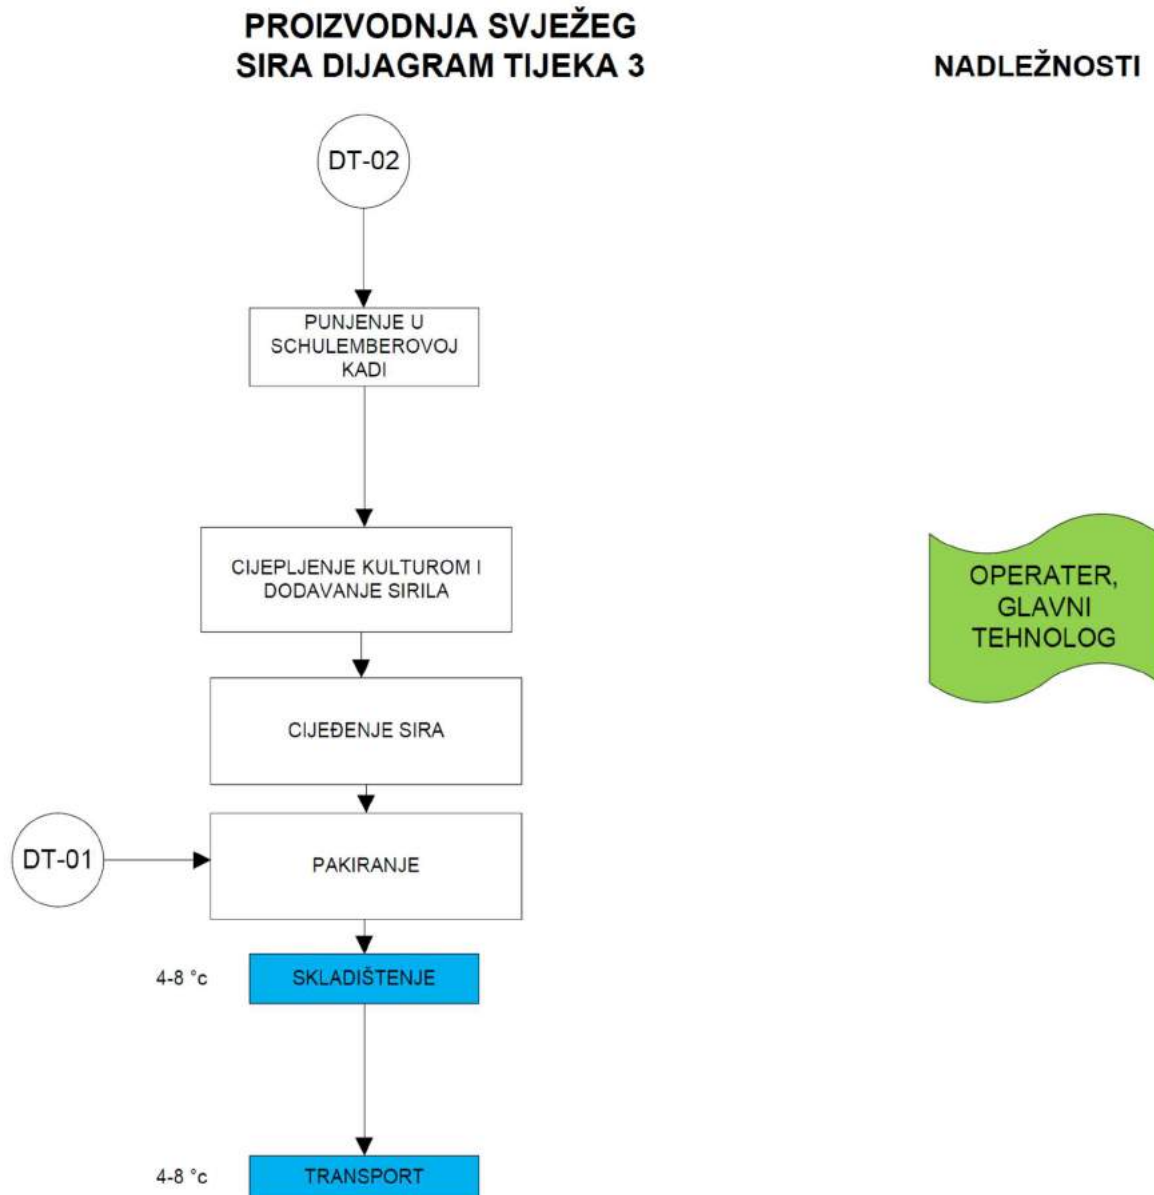 PROIZVODNJA SVJEŽEG
SIRA DIJAGRAM TIJEKA 3
NADLEŽNOSTI
DT-02
PUNJENJE U
SCHULEMBEROVOJ
KADI
CIJEPLJENJE KULTUROM I
DODAVANJE SIRILA
OPERATER,
GLAVNI
TEHNOLOG
CIJEĐENJE SIRA
DT-01
PAKIRANJE
4-8 °c
SKLADIŠTENJE
4-8 °c
TRANSPORT